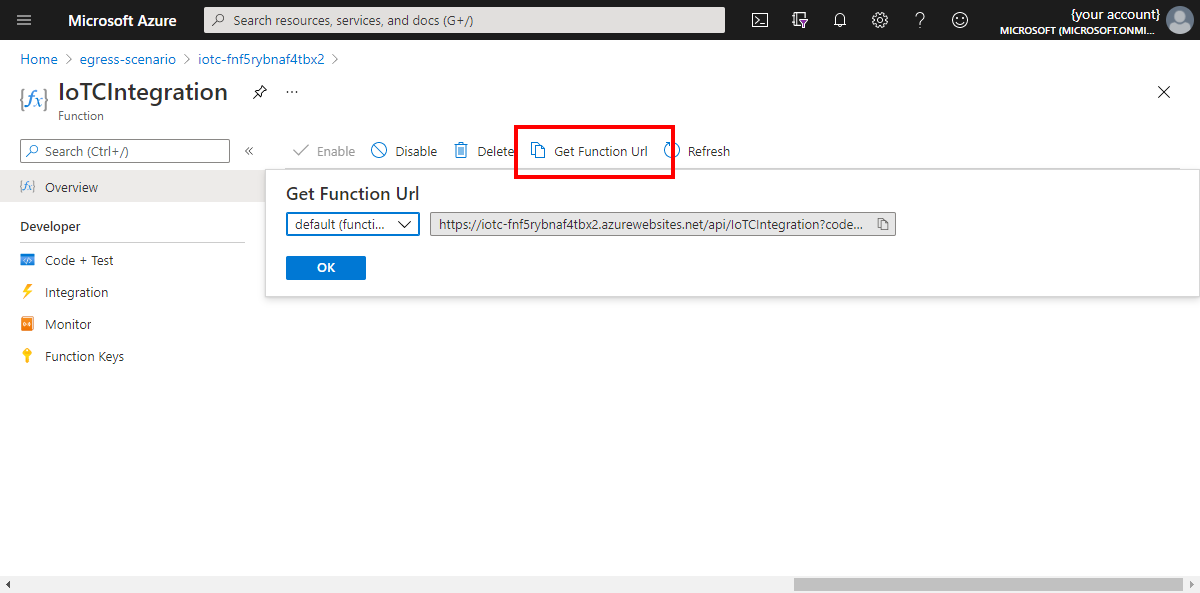 Microsoft Azure
Search resources, services, and docs (G+/)
{your account}
MICROSOFT (MICROSOFT.ONMI...
Home > egress-scenario > iotc-fnf5rybnaf4tbx2 >
{fx} IoTCIntegration ...
Function
Search (Ctrl+/) «
Enable Disable Delete Get Function Url Refresh
{fx} Overview
Get Function Url
default (functi... https://iotc-fnf5rybnaf4tbx2.azurewebsites.net/api/IoTCIntegration?code...
OK
Developer
Code + Test
Integration
Monitor
Function Keys